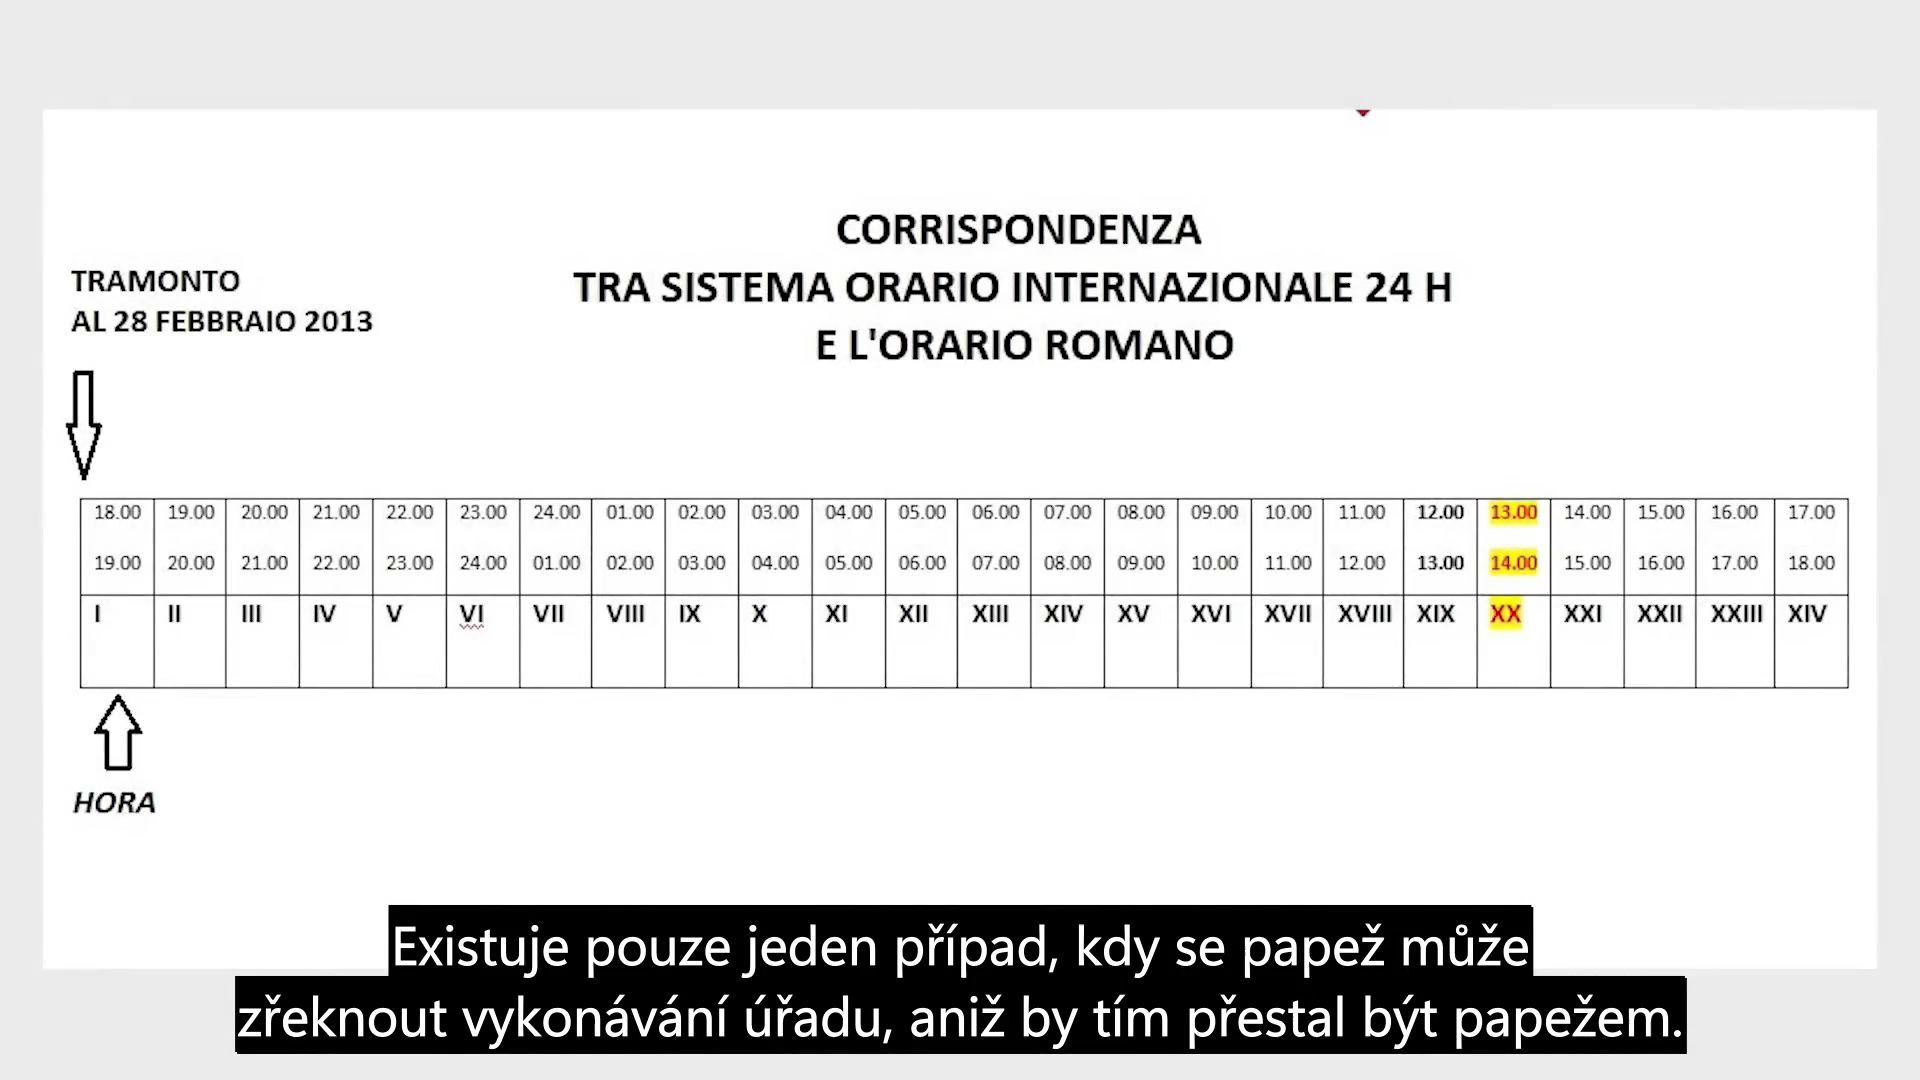 CORRISPONDENZA
TRA SISTEMA ORARIO INTERNAZIONALE 24 H
E L'ORARIO ROMANO
TRAMONTO
AL 28 FEBBRAIO 2013
18.00 19.00 20.00 21.00 22.00 23.00 24.00 01.00 02.00 03.00 04.00 05.00 06.00 07.00 08.00 09.00 10.00 11.00 12.00 13.00 14.00 15.00 16.00 17.00
19.00 20.00 21.00 22.00 23.00 24.00 01.00 02.00 03.00 04.00 05.00 06.00 07.00 08.00 09.00 10.00 11.00 12.00 13.00 14.00 15.00 16.00 17.00 18.00
I II III IV V VI VII VIII IX X XI XII XIII XIV XV XVI XVII XVIII XIX XX XXI XXII XXIII XIV
HORA
Existuje pouze jeden případ, kdy se papež může
zřeknout vykonávání úřadu, aniž by tím přestal být papežem.